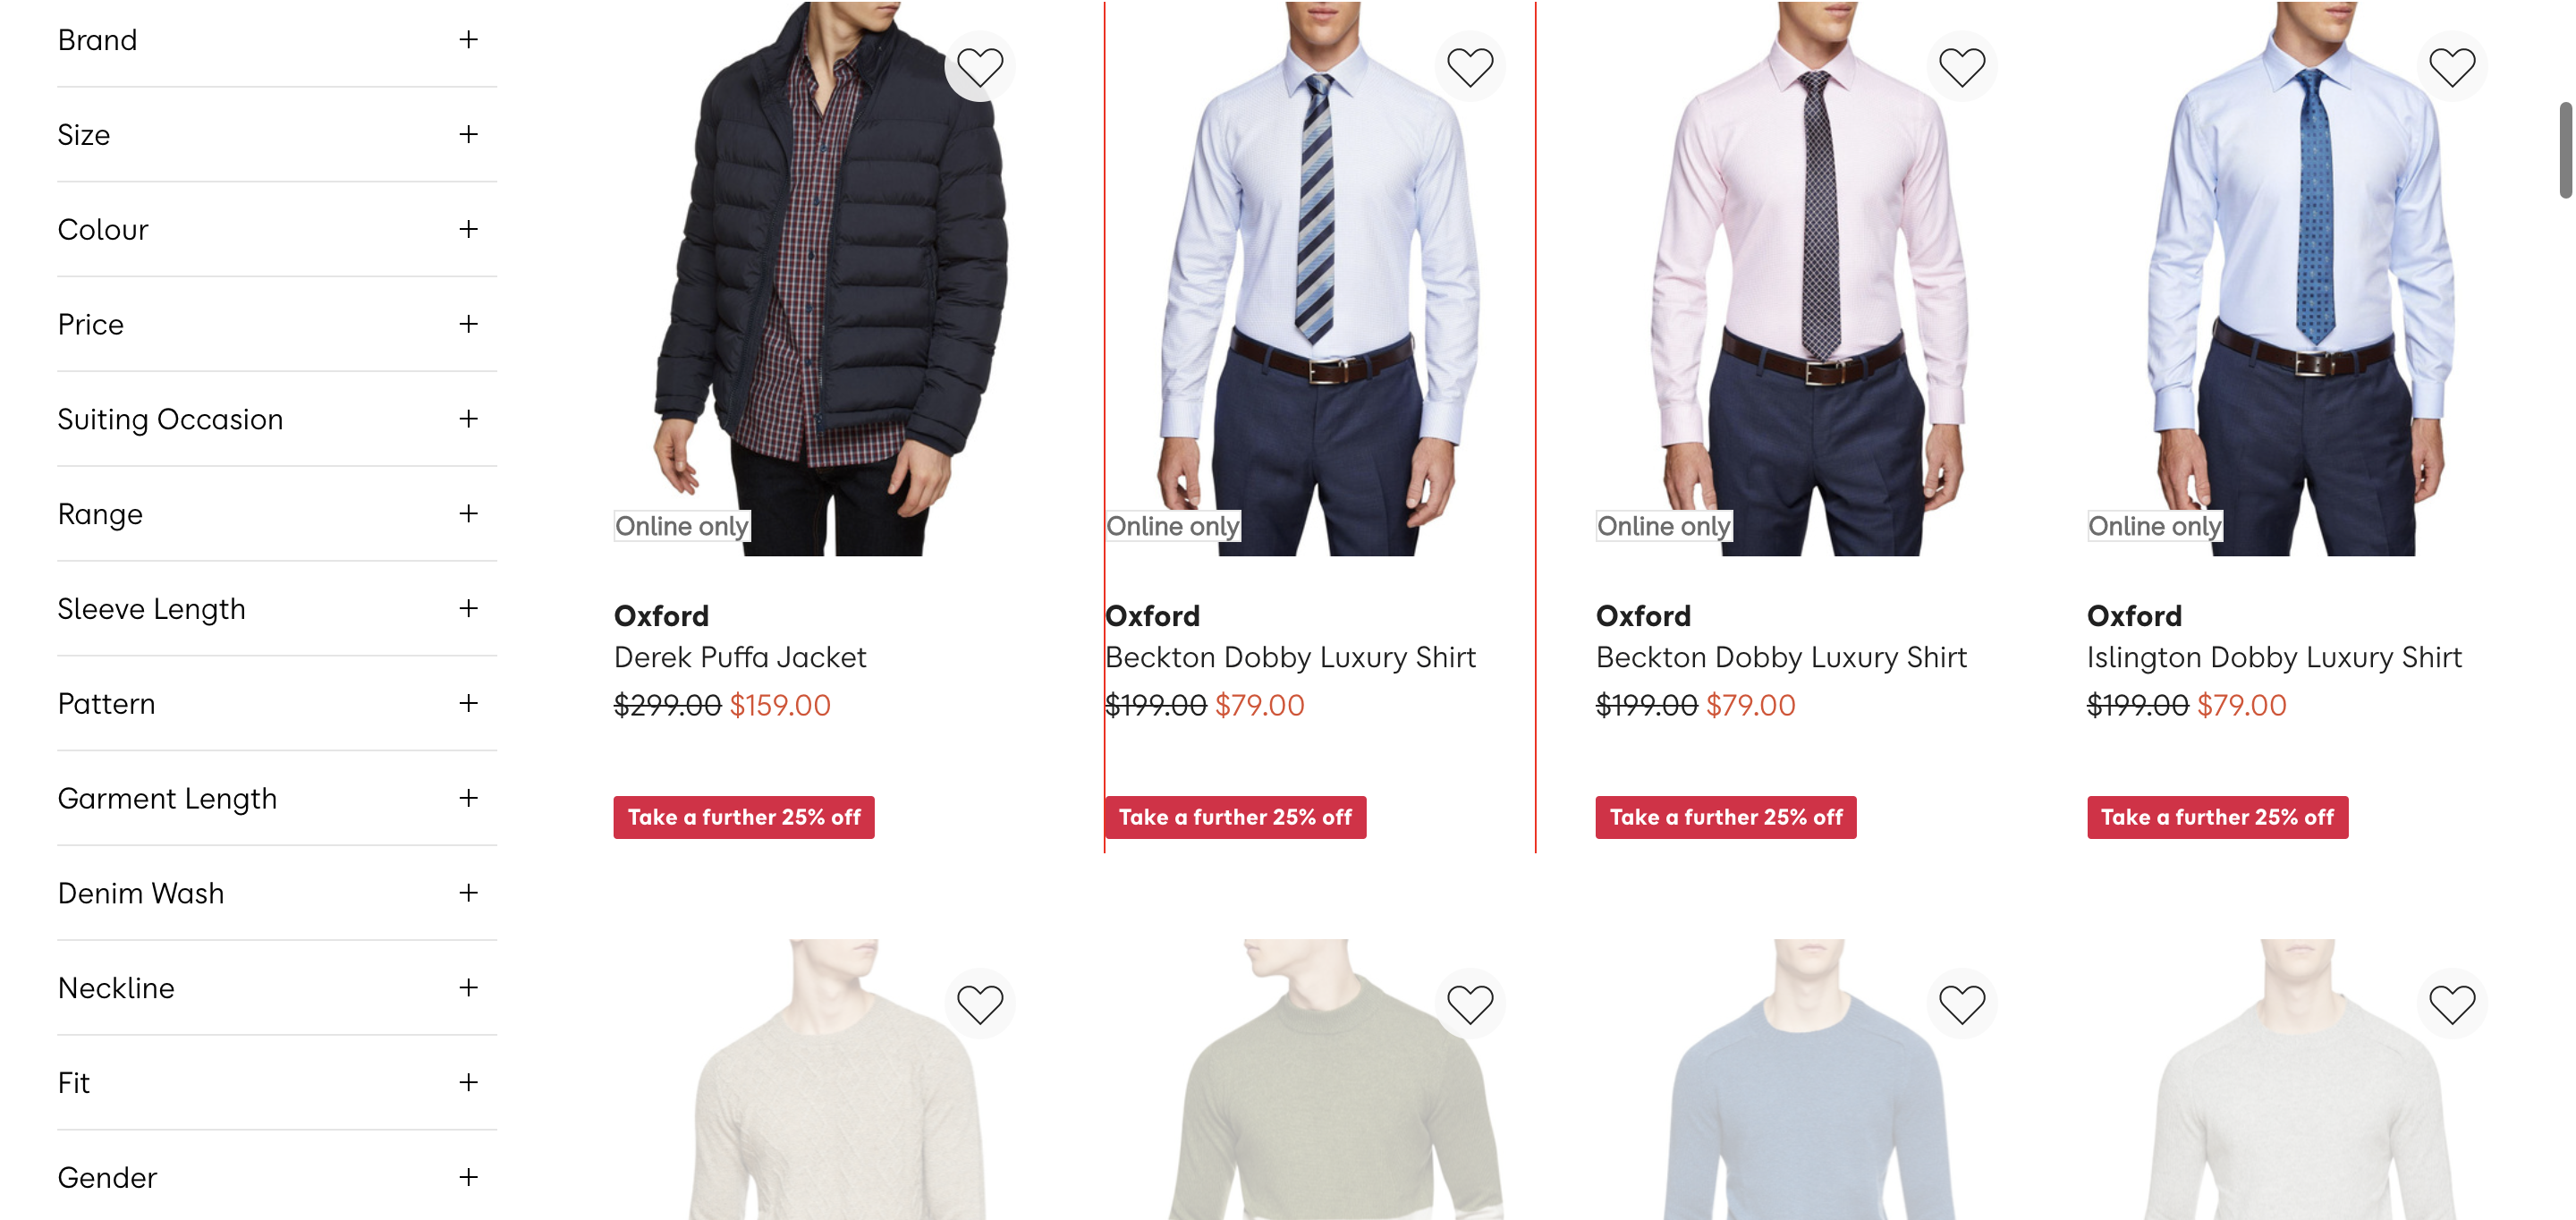 Brand
Size
Colour
Price
Suiting Occasion
Range
Sleeve Length
Pattern
Garment Length
Denim Wash
Neckline
Fit
Gender
Online only
Oxford
Derek Puffa Jacket
$299.00 $159.00
Take a further 25% off
Online only
Oxford
Beckton Dobby Luxury Shirt
$199.00 $79.00
Take a further 25% off
Online only
Oxford
Beckton Dobby Luxury Shirt
$199.00 $79.00
Take a further 25% off
Online only
Oxford
Islington Dobby Luxury Shirt
$199.00 $79.00
Take a further 25% off